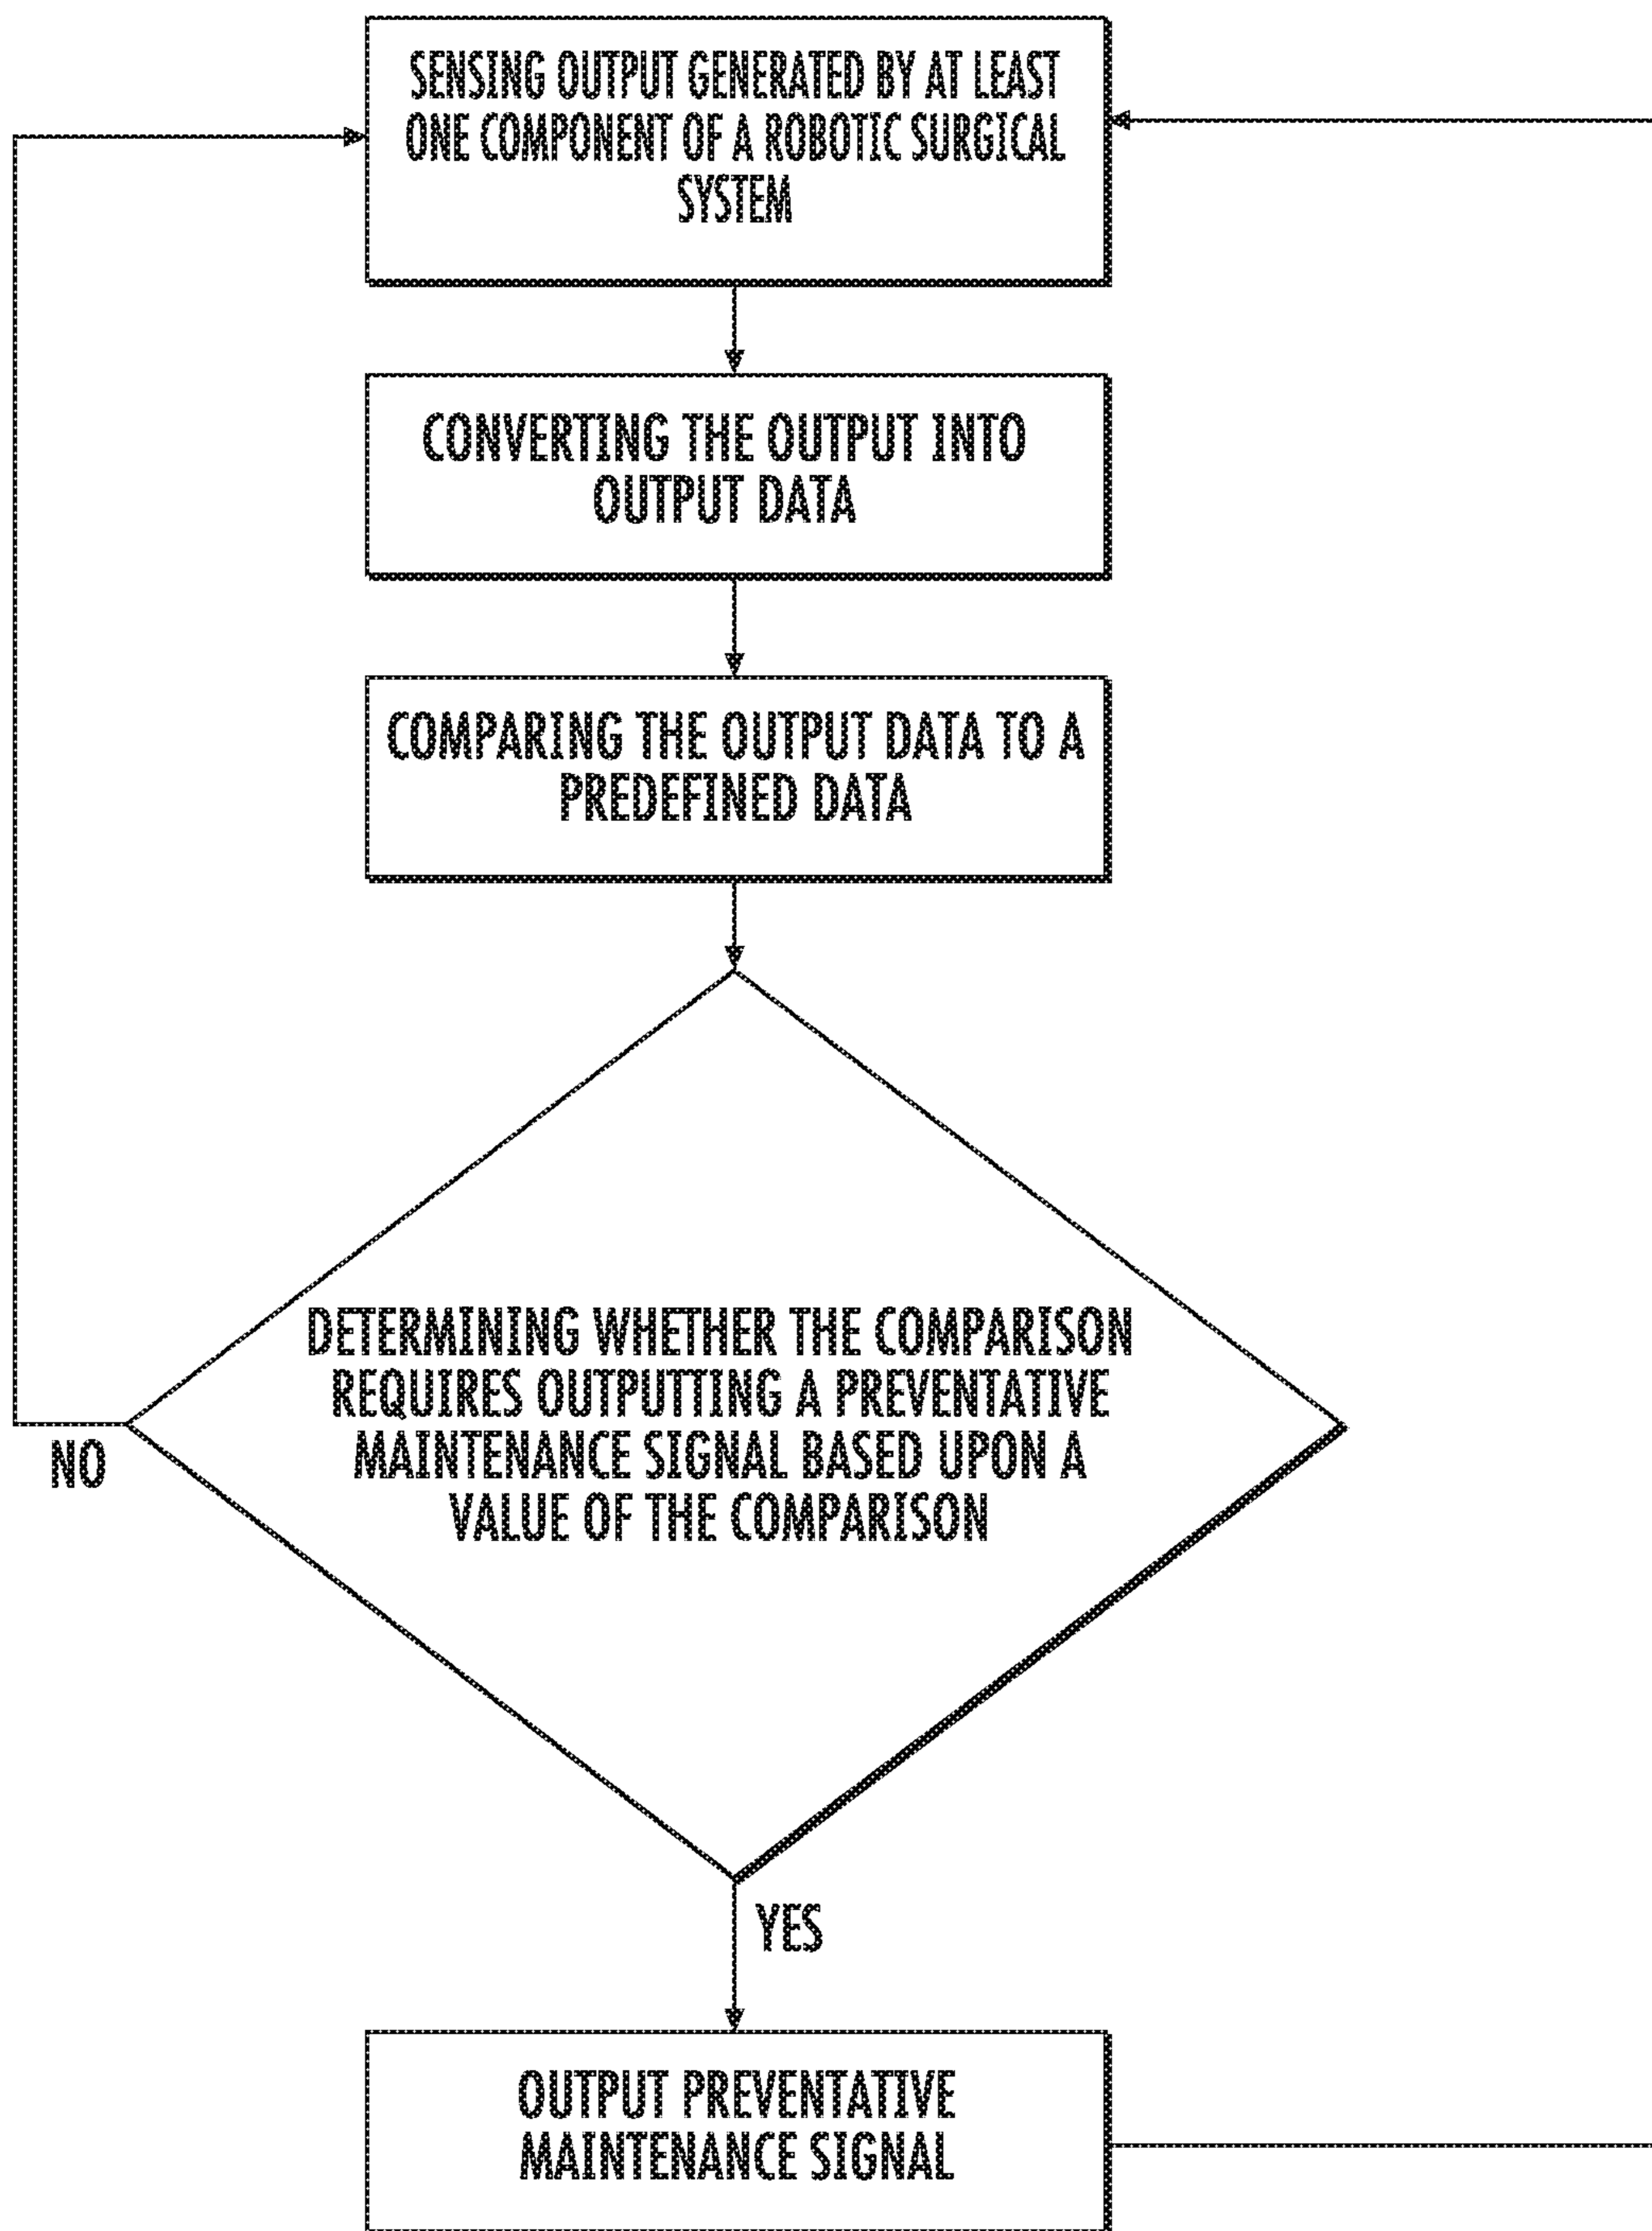 SENSING OUTPUT GENERATED BY AT LEAST
ONE COMPONENT OF A ROBOTIC SURGICAL
SYSTEM
CONVERTING THE OUTPUT INTO
OUTPUT DATA
COMPARING THE OUTPUT DATA TO A
PREDEFINED DATA
DETERMINING WHETHER THE COMPARISON
REQUIRES OUTPUTTING A PREVENTATIVE
MAINTENANCE SIGNAL BASED UPON A
VALUE OF THE COMPARISON
NO
YES
OUTPUT PREVENTATIVE
MAINTENANCE SIGNAL